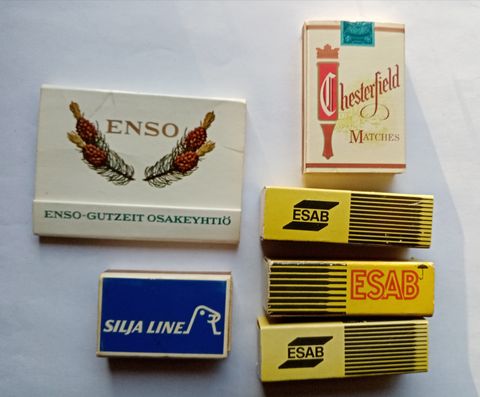 ENSO
ENSO-GUTZEIT OSAKEYHTIÖ
SILJA LINE
Chesterfield
MATCHES
ESAB
ESAB
ESAB